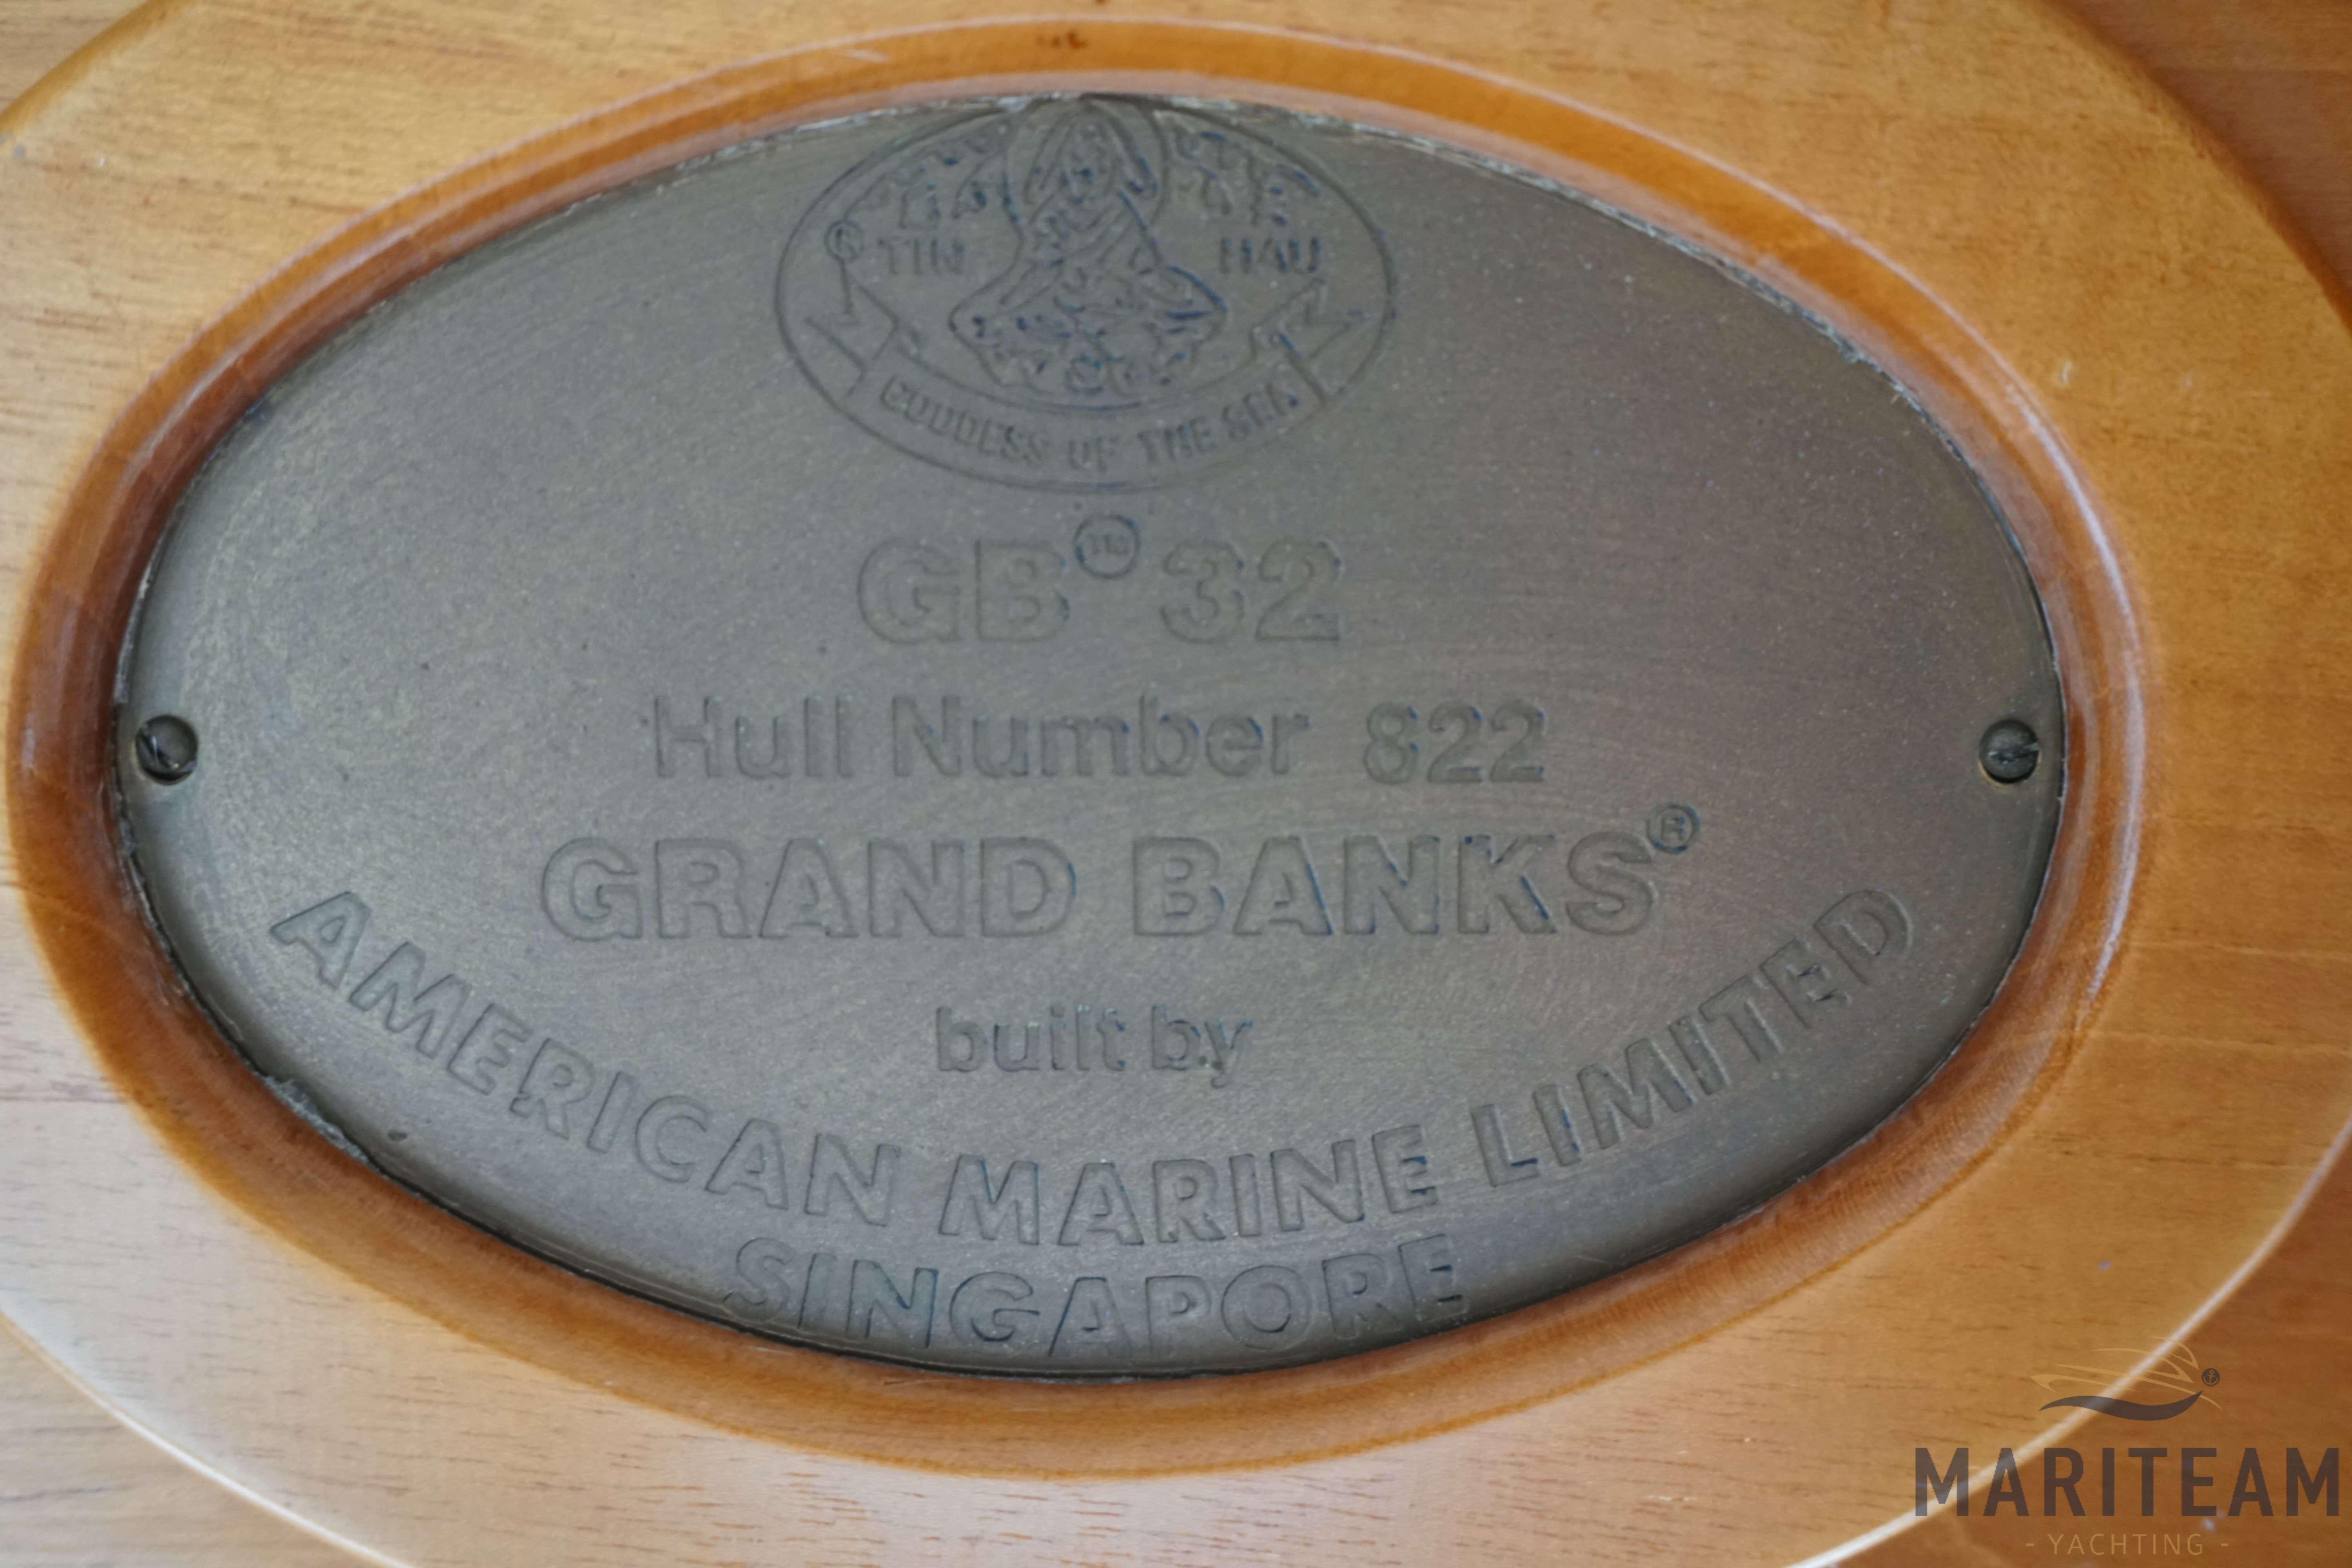 ® TIN HAU
GODDESS OF THE SEA
GB™ 32
Hull Number 822
GRAND BANKS®
built by
AMERICAN MARINE LIMITED
SINGAPORE
MARITEAM
- YACHTING -